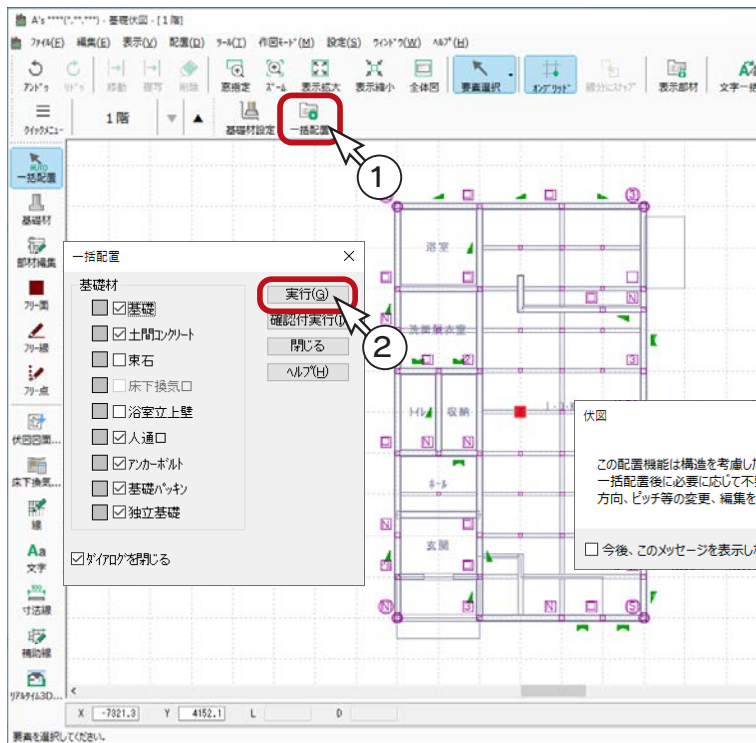 A's ****(*,**,***) - 基礎伏図 - [1 階]
ファイル(E) 編集(E) 表示(V) 配置(D) ツール(T) 作図モード(M) 設定(S) ウィンドウ(W) ヘルプ(H)
アンドゥ リドゥ 移動 複写 削除 窓指定 ズーム 表示拡大 表示縮小 全体図 要素選択 オングリッド 線分にスナップ 表示部材
クイックメニュー 1 階 基礎材設定 一括配置
①
AUTO
一括配置
基礎材
部材編集
フリー面
フリー線
フリー点
伏図図面...
床下換気...
線
Aa
文字
寸法線
補助線
リアルタイム3D...
一括配置
基礎材
基礎
土間コンクリート
束石
床下換気口
浴室立上壁
人通口
アンカーボルト
基礎パッキン
独立基礎
ダイアログを閉じる
実行(G)
②
閉じる
ヘルプ(H)
浴室
洗面脱衣室
トイレ 収納
ホール
玄関
伏図
この配置機能は構造を考慮した
一括配置後に必要に応じて不
方向、ピッチ等の変更、編集を
今後、このメッセージを表示しな
X -7321.3 Y 4152.1 L D
要素を選択してください。